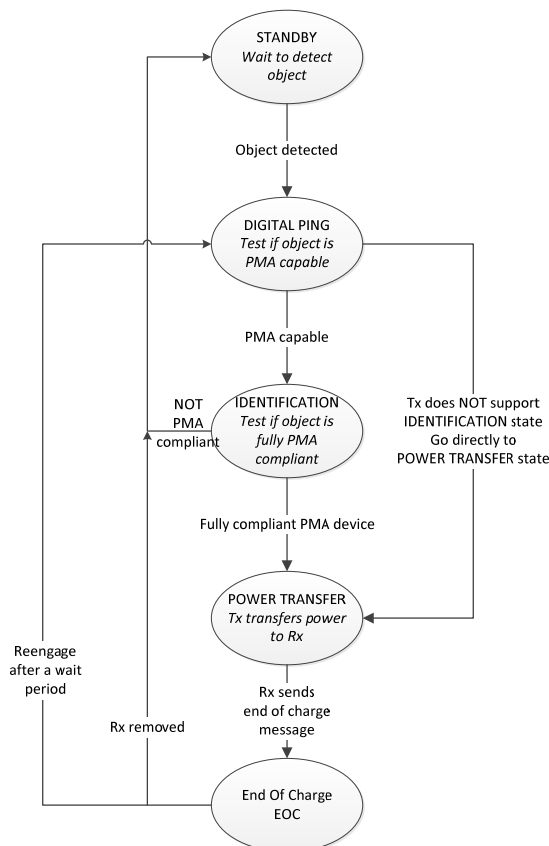 STANDBY
Wait to detect
object
Object detected
DIGITAL PING
Test if object is
PMA capable
PMA capable
IDENTIFICATION
Test if object is
fully PMA
compliant
NOT
PMA
compliant
Tx does NOT support
IDENTIFICATION state
Go directly to
POWER TRANSFER state
Fully compliant PMA device
POWER TRANSFER
Tx transfers power
to Rx
Reengage
after a wait
period
Rx removed
Rx sends
end of charge
message
End Of Charge
EOC